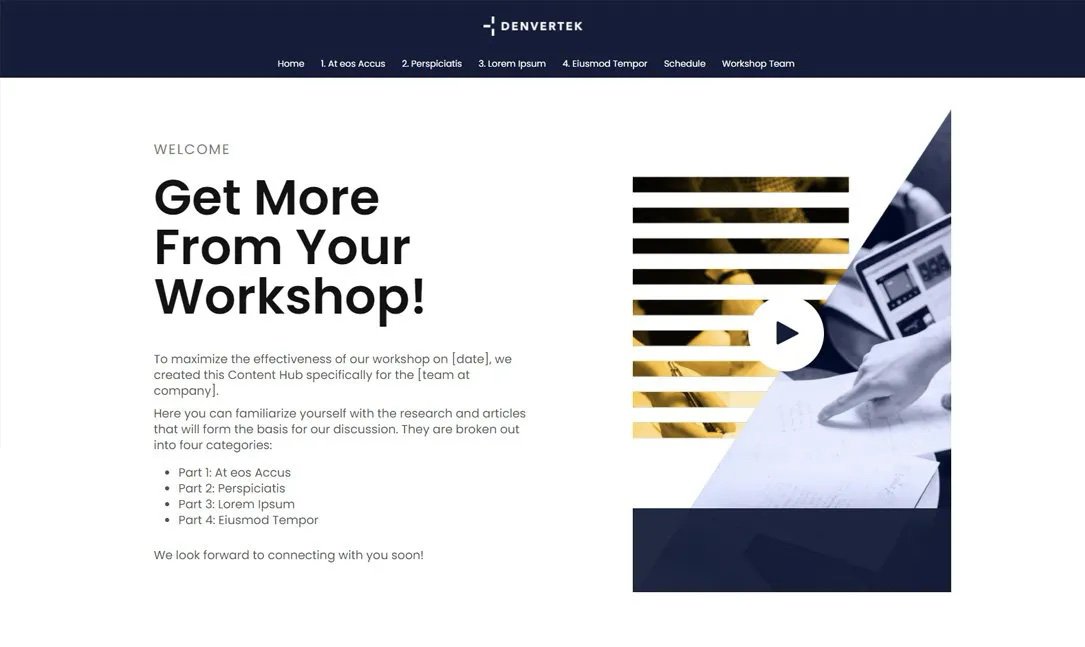 DENVERTEK
Home 1. At eos Accus 2. Perspiciatis 3. Lorem Ipsum 4. Eiusmod Tempor Schedule Workshop Team
WELCOME
Get More
From Your
Workshop!
To maximize the effectiveness of our workshop on [date], we
created this Content Hub specifically for the [team at
company].
Here you can familiarize yourself with the research and articles
that will form the basis for our discussion. They are broken out
into four categories:
• Part 1: At eos Accus
• Part 2: Perspiciatis
• Part 3: Lorem Ipsum
• Part 4: Eiusmod Tempor
We look forward to connecting with you soon!